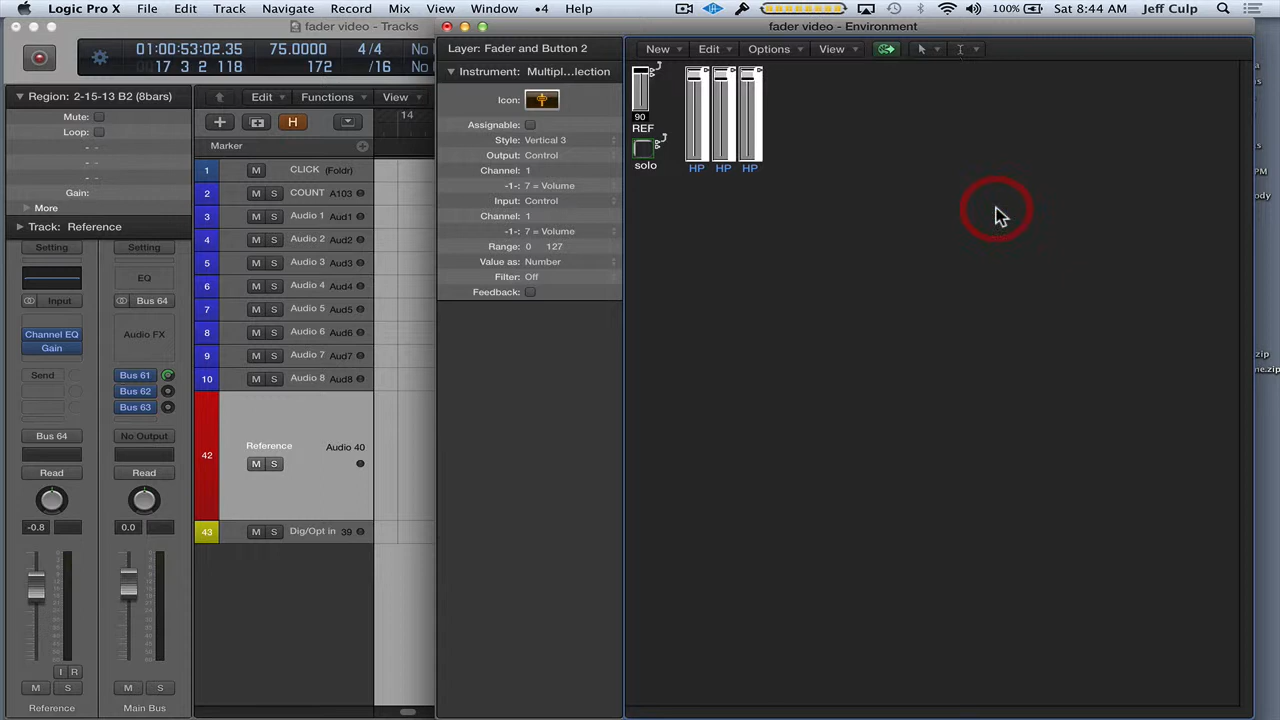 Logic Pro X File Edit Track Navigate Record Mix View Window 4 Help 100% Sat 8:44 AM Jeff Culp
fader video - Tracks
fader video - Environment
01:00:53:02.35 75.0000 4/4 No
17 3 2 118 172 /16 No
Layer: Fader and Button 2
New Edit Options View
Region: 2-15-13 B2 (8bars)
Edit Functions View
Instrument: Multipl...lection
Mute:
Loop:
Gain:
More
Track: Reference
H
14
Marker
Icon:
Assignable:
Style: Vertical 3
Output: Control
Channel: 1
-1-: 7 = Volume
Input: Control
Channel: 1
-1-: 7 = Volume
Range: 0 127
Value as: Number
Filter: Off
Feedback:
90
REF
solo
HP HP HP
1 M CLICK (Foldr)
2 M S COUNT A103
3 M S Audio 1 Aud1
4 M S Audio 2 Aud2
5 M S Audio 3 Aud3
6 M S Audio 4 Aud4
7 M S Audio 5 Aud5
8 M S Audio 6 Aud6
9 M S Audio 7 Aud7
10 M S Audio 8 Aud8
42 Reference Audio 40
M S
43 M S Dig/Opt in 39
Setting Setting
EQ
Input Bus 64
Channel EQ Audio FX
Gain
Send Bus 61
Bus 62
Bus 63
Bus 64 No Output
Read Read
-0.8 0.0
I R
M S M S
Reference Main Bus
PM
ody
zip
ne.zip